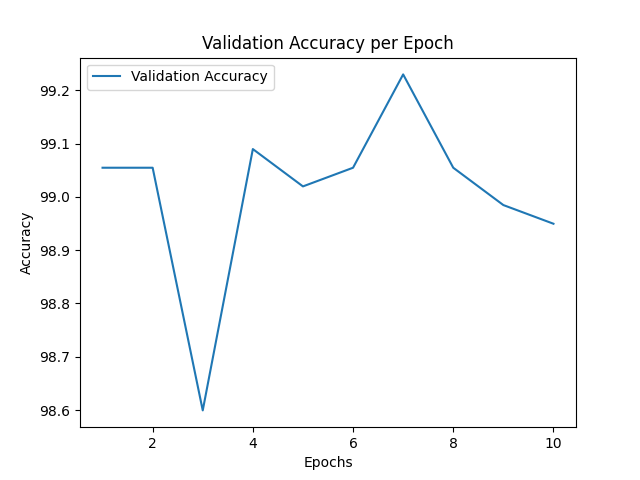 Validation Accuracy per Epoch
Validation Accuracy
99.2
99.1
99.0
98.9
98.8
98.7
98.6
Accuracy
2 4 6 8 10
Epochs